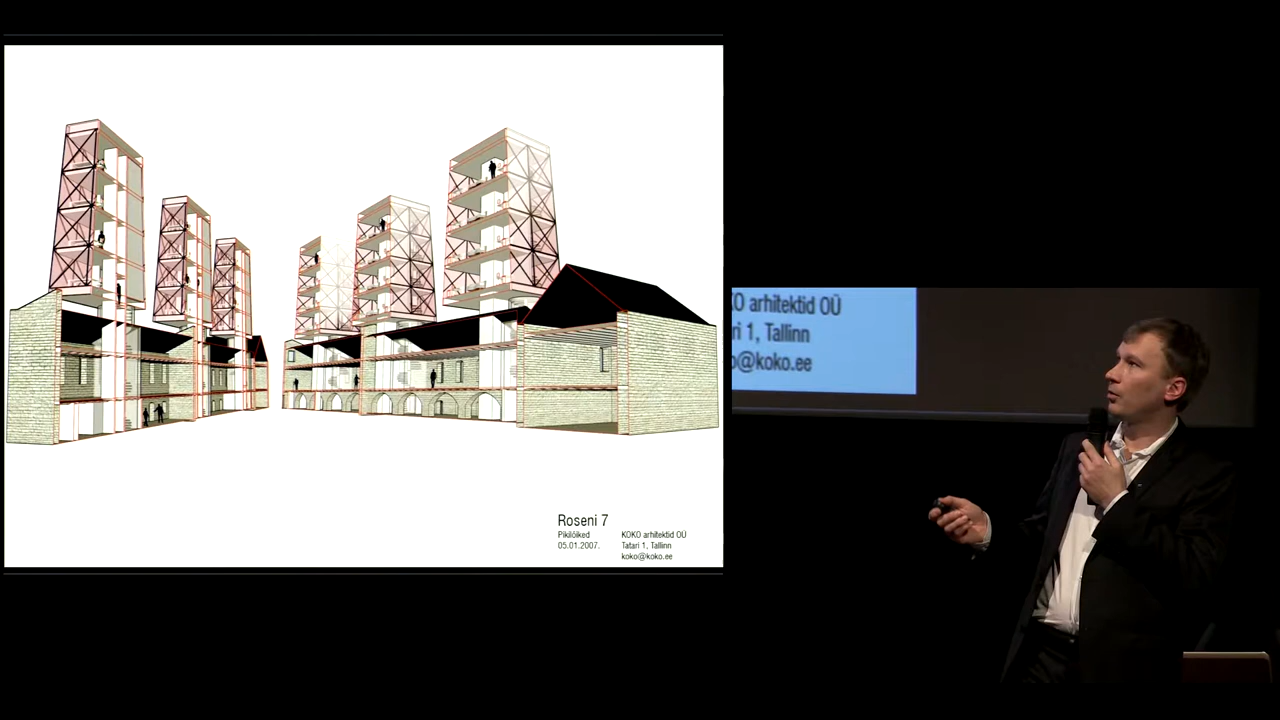 Roseni 7
Pikilõiked
05.01.2007.
KOKO arhitektid OÜ
Tatari 1, Tallinn
koko@koko.ee
KO arhitektid OÜ
ri 1, Tallinn
@koko.ee